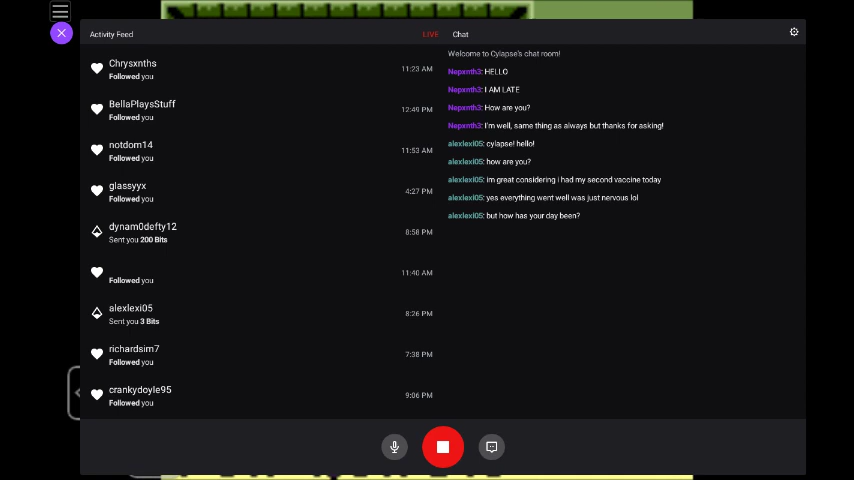 Activity Feed
LIVE
Chat
Chrysxnths
Followed you
11:23 AM
BellaPlaysStuff
Followed you
12:49 PM
notdom14
Followed you
11:53 AM
glassyyx
Followed you
4:27 PM
dynam0defty12
Sent you 200 Bits
8:58 PM
Followed you
11:40 AM
alexlexi05
Sent you 3 Bits
8:26 PM
richardsim7
Followed you
7:38 PM
crankydoyle95
Followed you
9:06 PM
Welcome to Cylapse's chat room!
Nepxnth3: HELLO
Nepxnth3: I AM LATE
Nepxnth3: How are you?
Nepxnth3: I'm well, same thing as always but thanks for asking!
alexlexi05: cylapse! hello!
alexlexi05: how are you?
alexlexi05: im great considering i had my second vaccine today
alexlexi05: yes everything went well was just nervous lol
alexlexi05: but how has your day been?